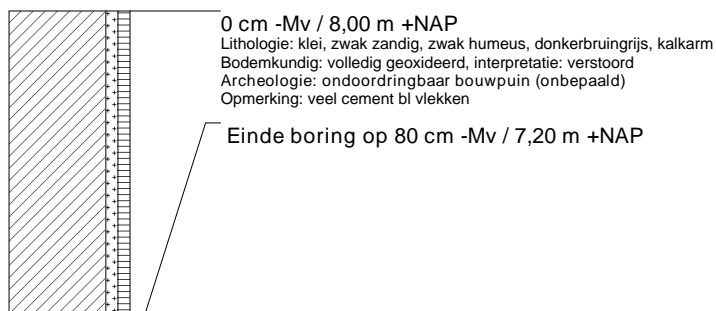 0 cm -Mv / 8,00 m +NAP
Lithologie: klei, zwak zandig, zwak humeus, donkerbruingrijs, kalkarm
Bodemkundig: volledig geoxideerd, interpretatie: verstoord
Archeologie: ondoordringbaar bouwpuin (onbepaald)
Opmerking: veel cement bl vlekken
Einde boring op 80 cm -Mv / 7,20 m +NAP